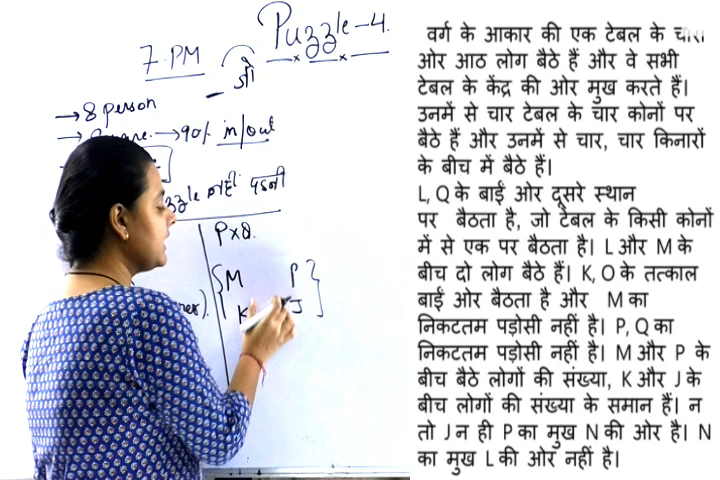 Puzzle-4.
7.PM
जी
→ 8 person
→ → 90% in/out
नहीं पडनी
P x Q.
M P
K J
वर्ग के आकार की एक टेबल के चारों
ओर आठ लोग बैठे हैं और वे सभी
टेबल के केंद्र की ओर मुख करते हैं।
उनमें से चार टेबल के चार कोनों पर
बैठे हैं और उनमें से चार, चार किनारों
के बीच में बैठे हैं।
L, Q के बाईं ओर दूसरे स्थान
पर बैठता है, जो टेबल के किसी कोनों
में से एक पर बैठता है। L और M के
बीच दो लोग बैठे हैं। K, O के तत्काल
बाईं ओर बैठता है और M का
निकटतम पड़ोसी नहीं है। P, Q का
निकटतम पड़ोसी नहीं है। M और P के
बीच बैठे लोगों की संख्या, K और J के
बीच लोगों की संख्या के समान हैं। न
तो J न ही P का मुख N की ओर है। N
का मुख L की ओर नहीं है।